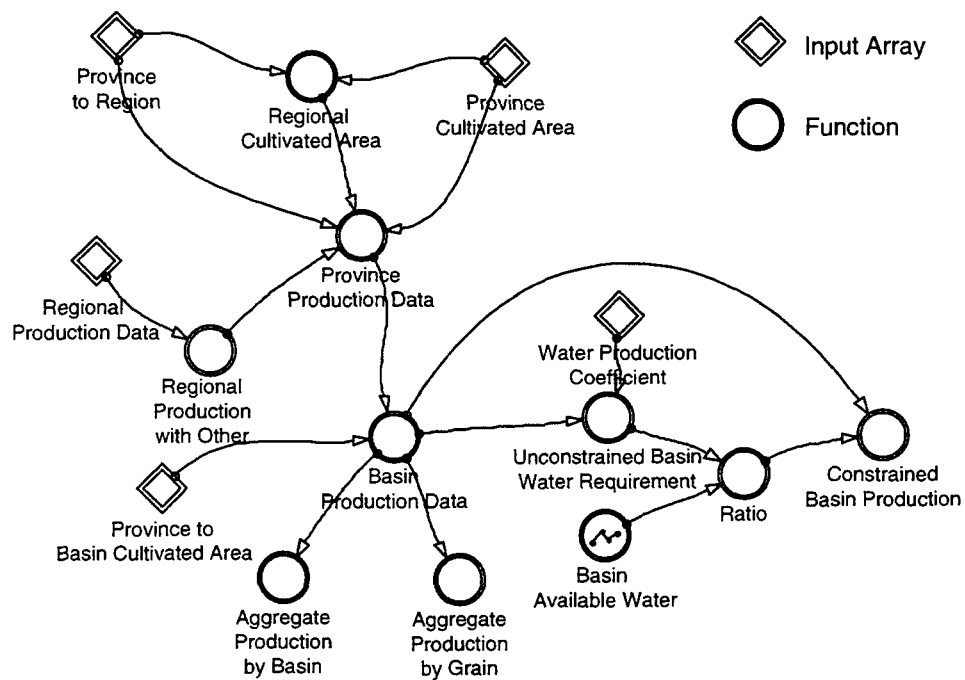 Province
to Region
Regional
Cultivated Area
Province
Cultivated Area
Input Array
Function
Province
Production Data
Regional
Production Data
Regional
Production
with Other
Water Production
Coefficient
Province to
Basin Cultivated Area
Basin
Production Data
Unconstrained Basin
Water Requirement
Ratio
Constrained
Basin Production
Basin
Available Water
Aggregate
Production
by Basin
Aggregate
Production
by Grain